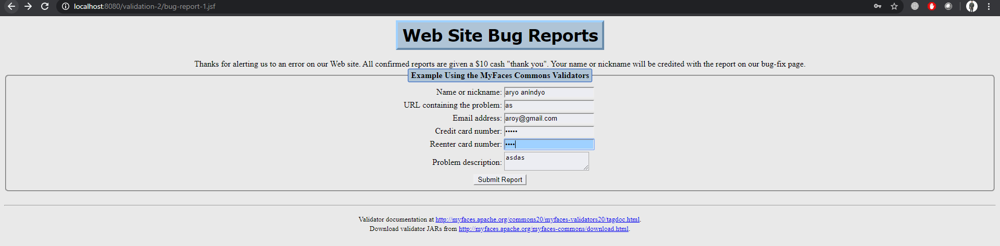 localhost:8080/validation-2/bug-report-1.jsf
Web Site Bug Reports
Thanks for alerting us to an error on our Web site. All confirmed reports are given a $10 cash "thank you". Your name or nickname will be credited with the report on our bug-fix page.
Example Using the MyFaces Commons Validators
Name or nickname: aryo anindyo
URL containing the problem: as
Email address: aroy@gmail.com
Credit card number: •••••
Reenter card number: ••••
Problem description: asdas
Submit Report
Validator documentation at http://myfaces.apache.org/commons20/myfaces-validators20/tagdoc.html.
Download validator JARs from http://myfaces.apache.org/myfaces-commons/download.html.